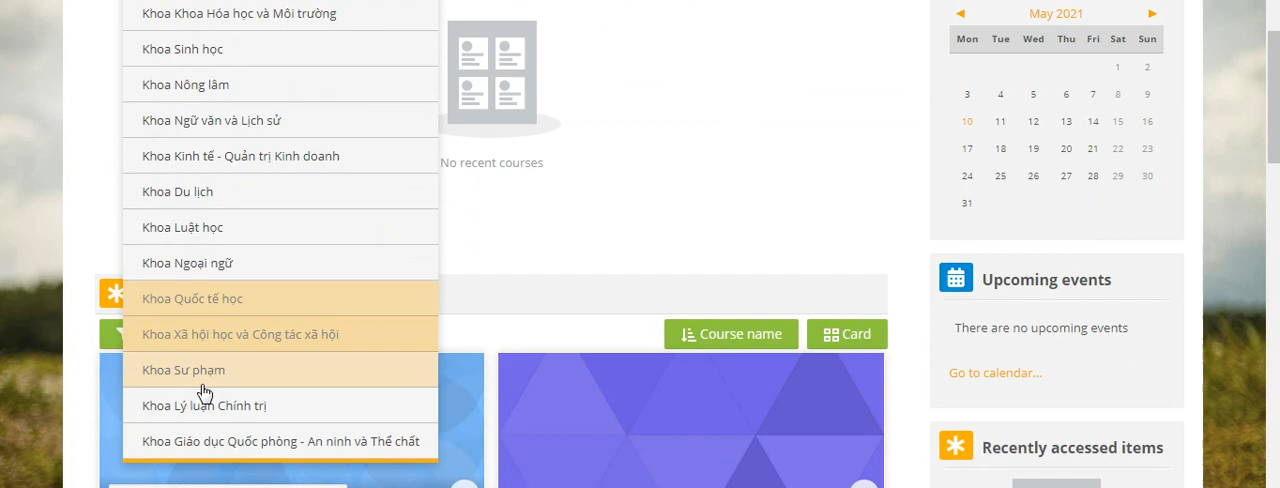 Khoa Khoa Hóa học và Môi trường
Khoa Sinh học
Khoa Nông lâm
Khoa Ngữ văn và Lịch sử
Khoa Kinh tế - Quản trị Kinh doanh
Khoa Du lịch
Khoa Luật học
Khoa Ngoại ngữ
Khoa Quốc tế học
Khoa Xã hội học và Công tác xã hội
Khoa Sư phạm
Khoa Lý luận Chính trị
Khoa Giáo dục Quốc phòng - An ninh và Thể chất
No recent courses
Course name
Card
May 2021
Mon Tue Wed Thu Fri Sat Sun
1 2
3 4 5 6 7 8 9
10 11 12 13 14 15 16
17 18 19 20 21 22 23
24 25 26 27 28 29 30
31
Upcoming events
There are no upcoming events
Go to calendar...
Recently accessed items